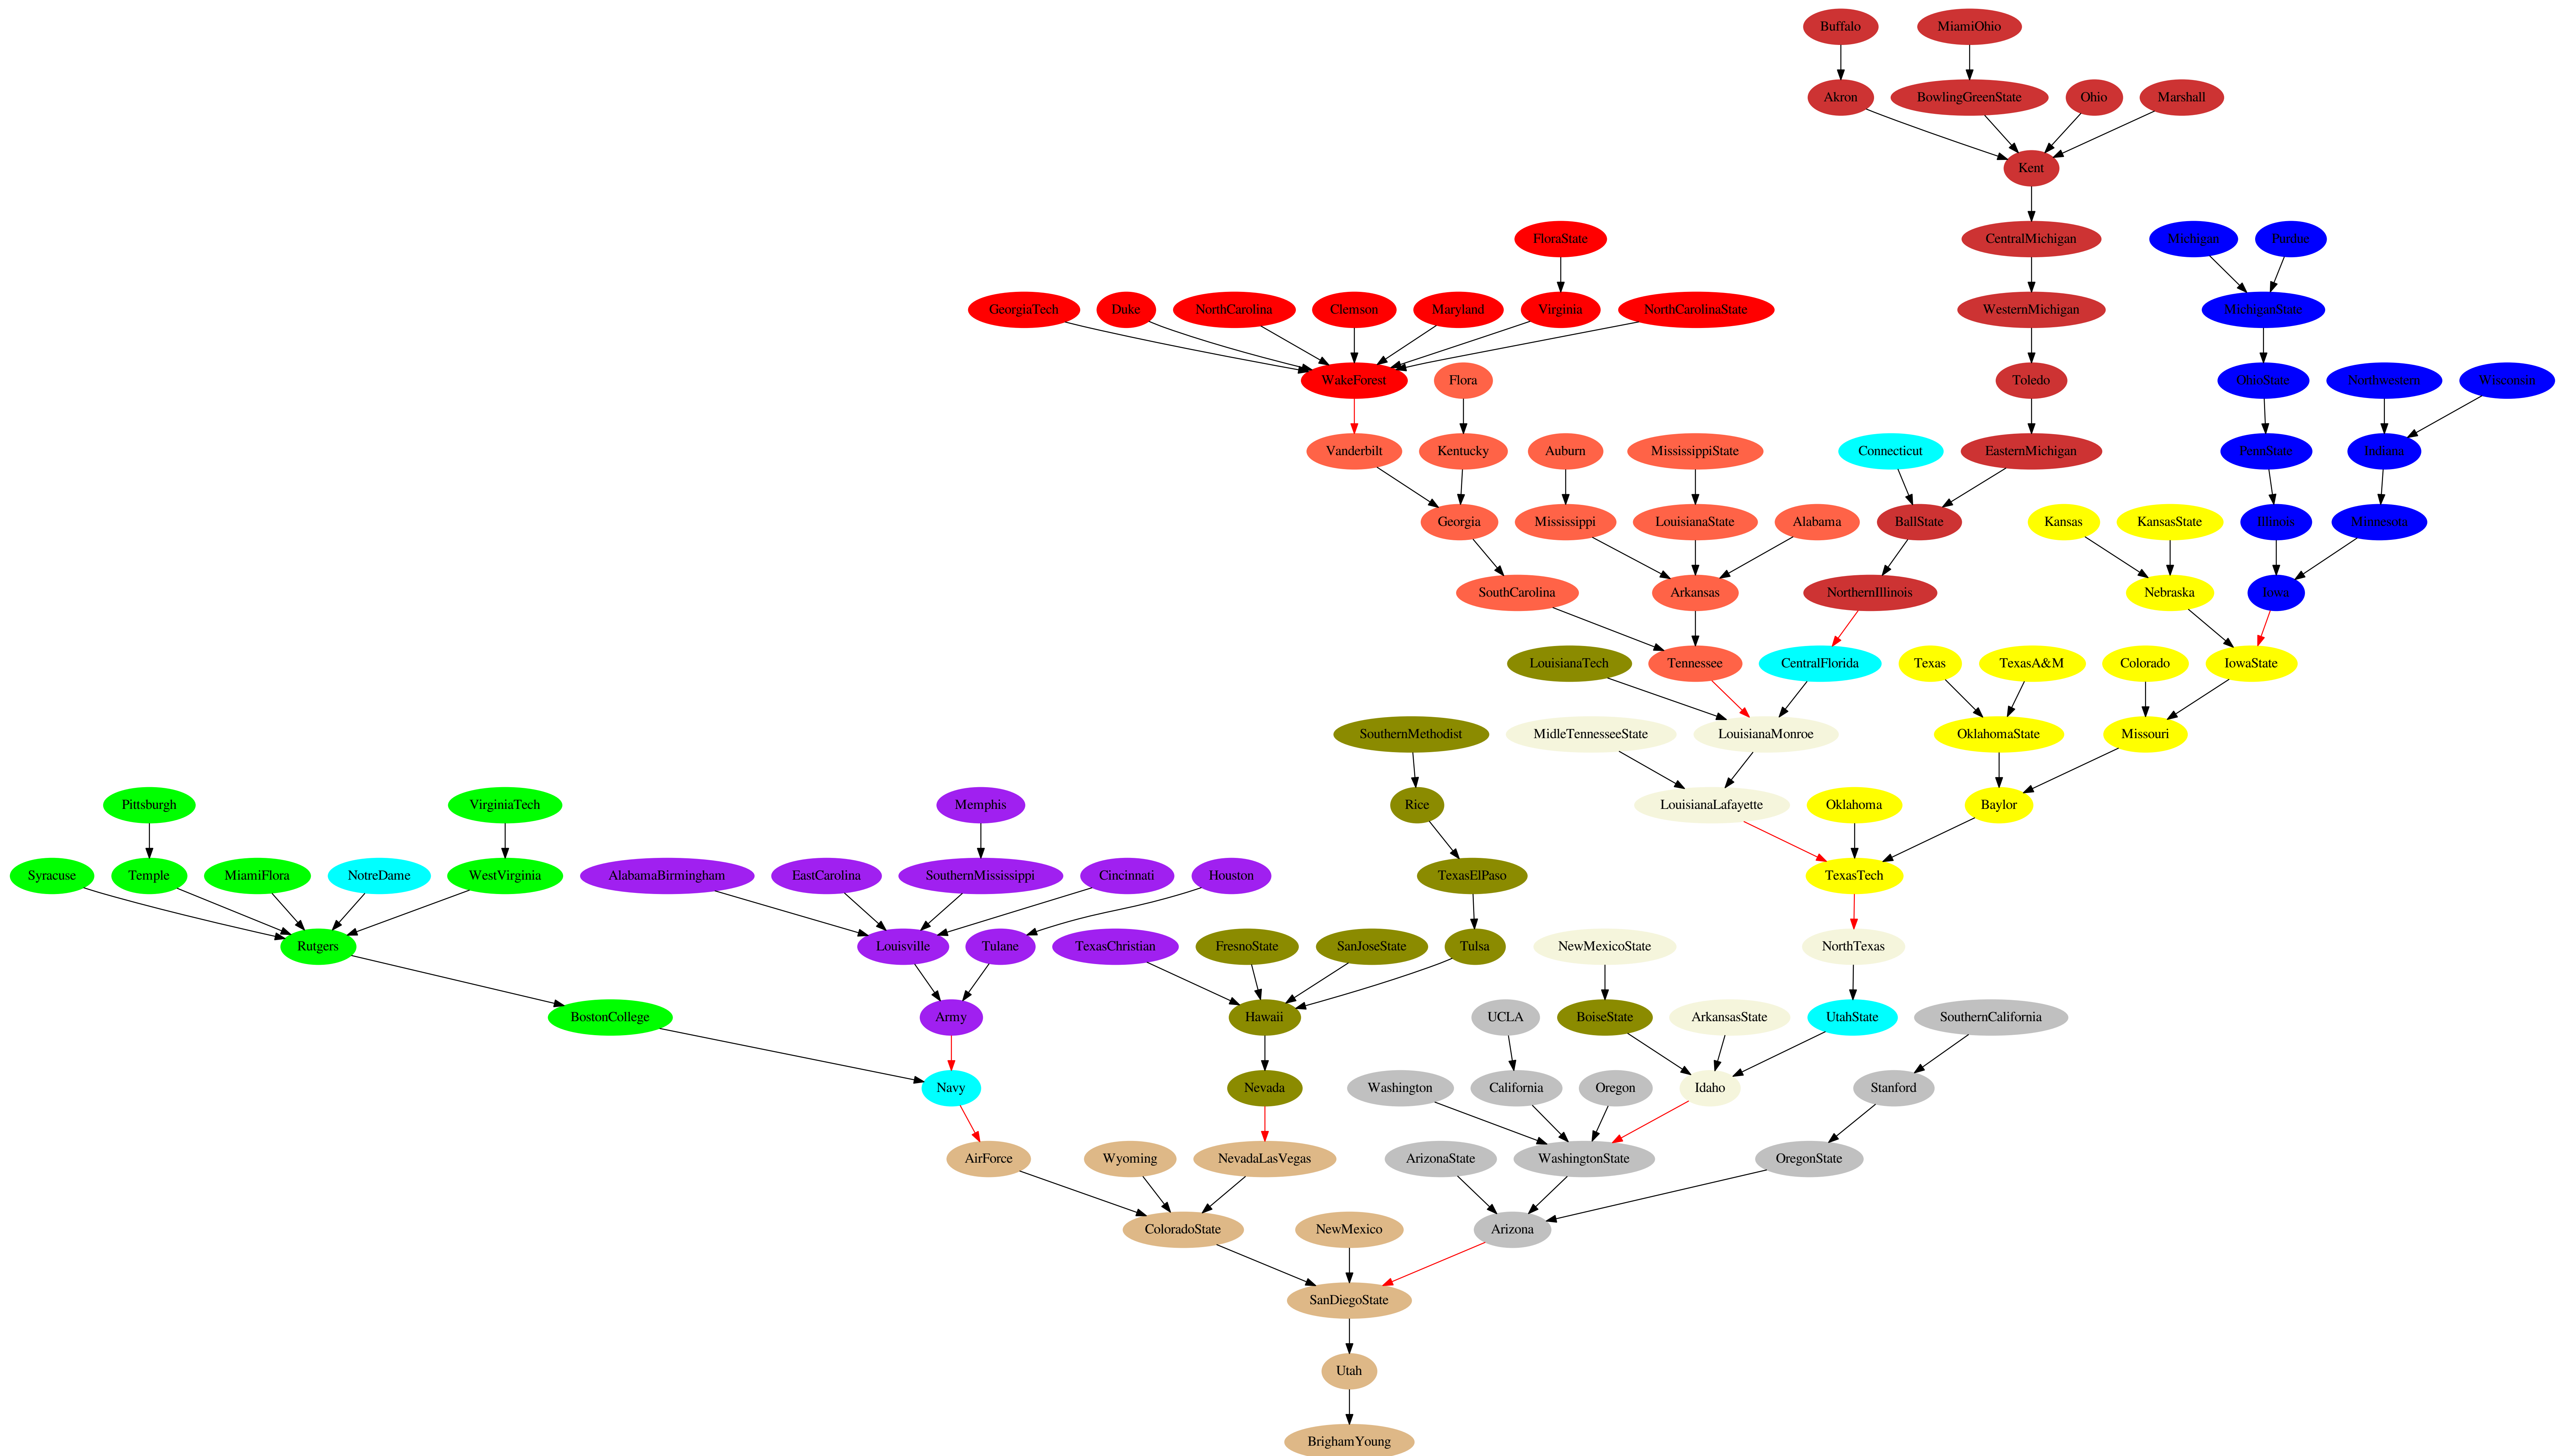 Buffalo
MiamiOhio
Akron
BowlingGreenState
Ohio
Marshall
Kent
FloraState
CentralMichigan
Michigan
Purdue
GeorgiaTech
Duke
NorthCarolina
Clemson
Maryland
Virginia
NorthCarolinaState
WesternMichigan
MichiganState
WakeForest
Flora
Toledo
OhioState
Northwestern
Wisconsin
Vanderbilt
Kentucky
Auburn
MississippiState
Connecticut
EasternMichigan
PennState
Indiana
Georgia
Mississippi
LouisianaState
Alabama
BallState
Kansas
KansasState
Illinois
Minnesota
SouthCarolina
Arkansas
NorthernIllinois
Nebraska
Iowa
LouisianaTech
Tennessee
CentralFlorida
Texas
TexasA&M
Colorado
IowaState
SouthernMethodist
MidleTennesseeState
LouisianaMonroe
OklahomaState
Missouri
Pittsburgh
VirginiaTech
Memphis
Rice
LouisianaLafayette
Oklahoma
Baylor
Syracuse
Temple
MiamiFlora
NotreDame
WestVirginia
AlabamaBirmingham
EastCarolina
SouthernMississippi
Cincinnati
Houston
TexasElPaso
TexasTech
Rutgers
Louisville
Tulane
TexasChristian
FresnoState
SanJoseState
Tulsa
NewMexicoState
NorthTexas
BostonCollege
Army
Hawaii
UCLA
BoiseState
ArkansasState
UtahState
SouthernCalifornia
Navy
Nevada
Washington
California
Oregon
Idaho
Stanford
AirForce
Wyoming
NevadaLasVegas
ArizonaState
WashingtonState
OregonState
ColoradoState
NewMexico
Arizona
SanDiegoState
Utah
BrighamYoung